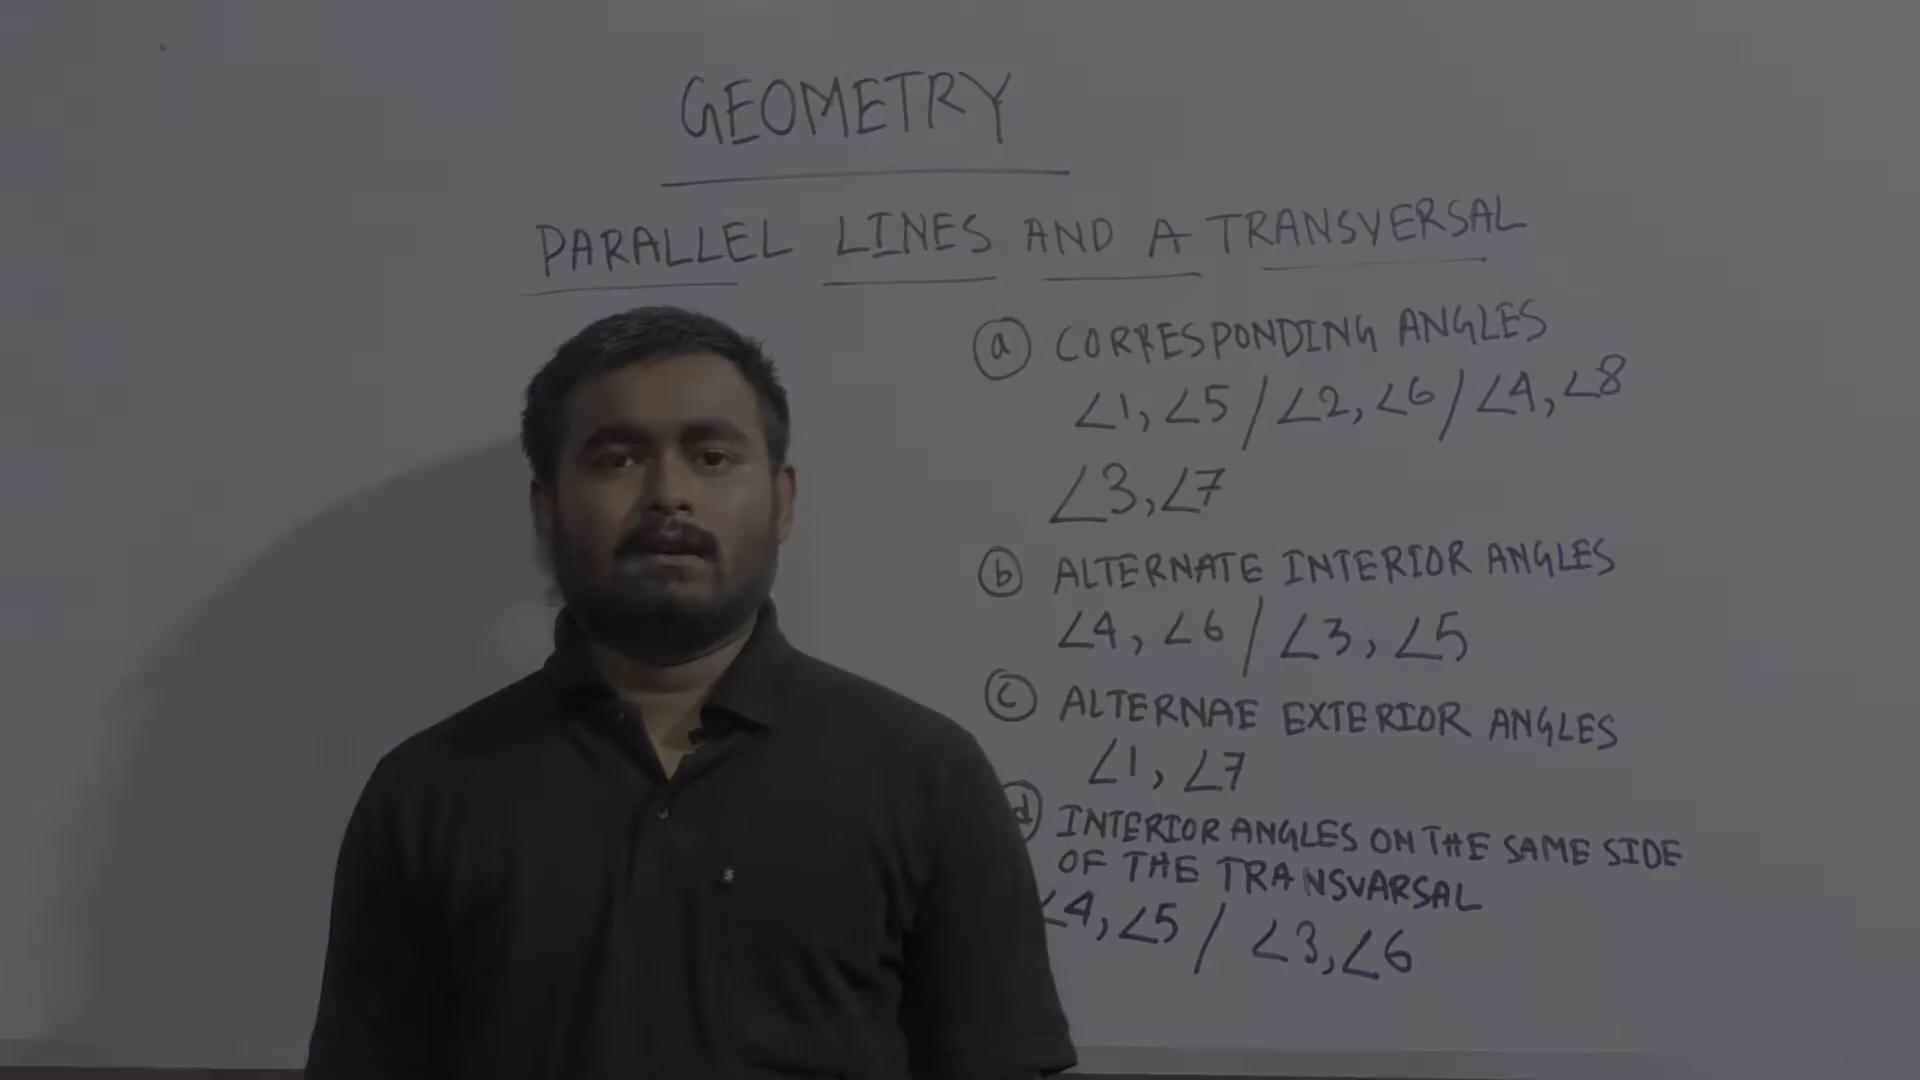 GEOMETRY
PARALLEL LINES AND A TRANSVERSAL
a CORRESPONDING ANGLES
∠1, ∠5 / ∠2, ∠6 / ∠4, ∠8
∠3, ∠7
b ALTERNATE INTERIOR ANGLES
∠4, ∠6 / ∠3, ∠5
c ALTERNAE EXTERIOR ANGLES
∠1, ∠7
d INTERIOR ANGLES ON THE SAME SIDE
OF THE TRANSVARSAL
∠4, ∠5 / ∠3, ∠6
S